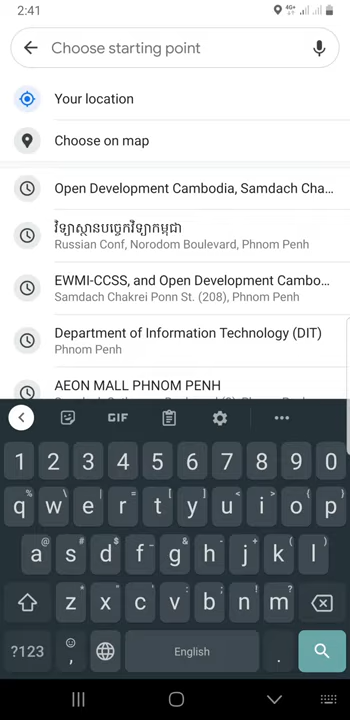 2:41
4G+
Choose starting point
Your location
Choose on map
Open Development Cambodia, Samdach Cha...
វិទ្យាស្ថានបច្ចេកវិទ្យាកម្ពុជា
Russian Conf, Norodom Boulevard, Phnom Penh
EWMI-CCSS, and Open Development Cambo...
Samdach Chakrei Ponn St. (208), Phnom Penh
Department of Information Technology (DIT)
Phnom Penh
AEON MALL PHNOM PENH
GIF
1 2 3 4 5 6 7 8 9 0
% \ | = [ ] < > ( )
q w e r t y u i o p
@ # $ _ & - + ( )
a s d f g h j k l
* " ' : ; ! ?
z x c v b n m
?123 , English .